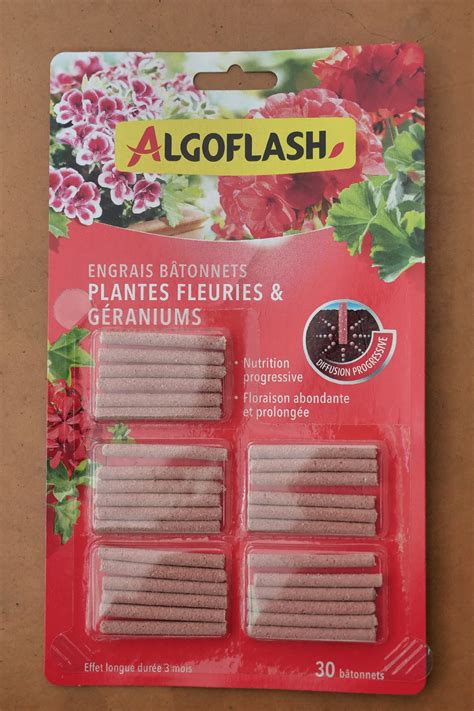 ALGOFLASH
ENGRAIS BÂTONNETS
PLANTES FLEURIES &
GÉRANIUMS
DIFFUSION PROGRESSIVE
• Nutrition
progressive
• Floraison abondante
et prolongée
Effet longue durée 3 mois
30 bâtonnets